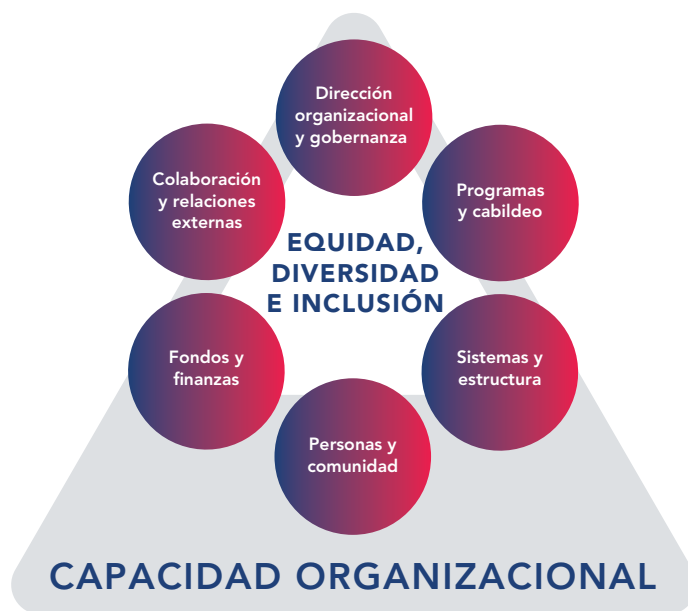 Dirección
organizacional
y gobernanza
Colaboración
y relaciones
externas
Programas
y cabildeo
EQUIDAD,
DIVERSIDAD
E INCLUSIÓN
Fondos y
finanzas
Sistemas y
estructura
Personas y
comunidad
CAPACIDAD ORGANIZACIONAL